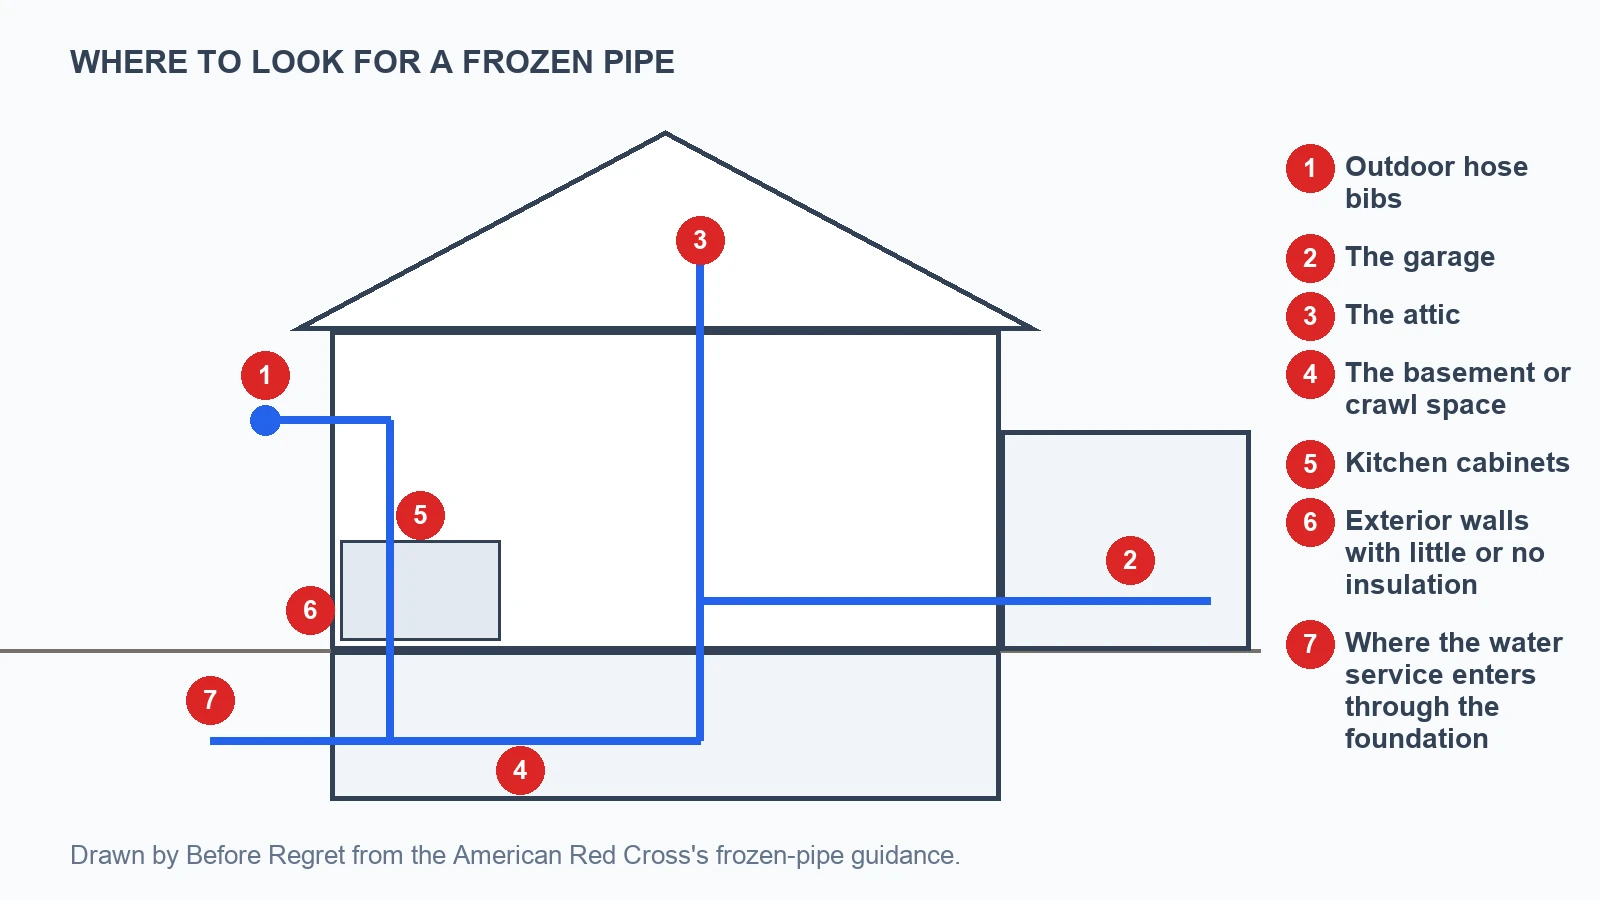 WHERE TO LOOK FOR A FROZEN PIPE
3
1
5
2
6
7
4
1 Outdoor hose
bibs
2 The garage
3 The attic
4 The basement or
crawl space
5 Kitchen cabinets
6 Exterior walls
with little or no
insulation
7 Where the water
service enters
through the
foundation
Drawn by Before Regret from the American Red Cross's frozen-pipe guidance.